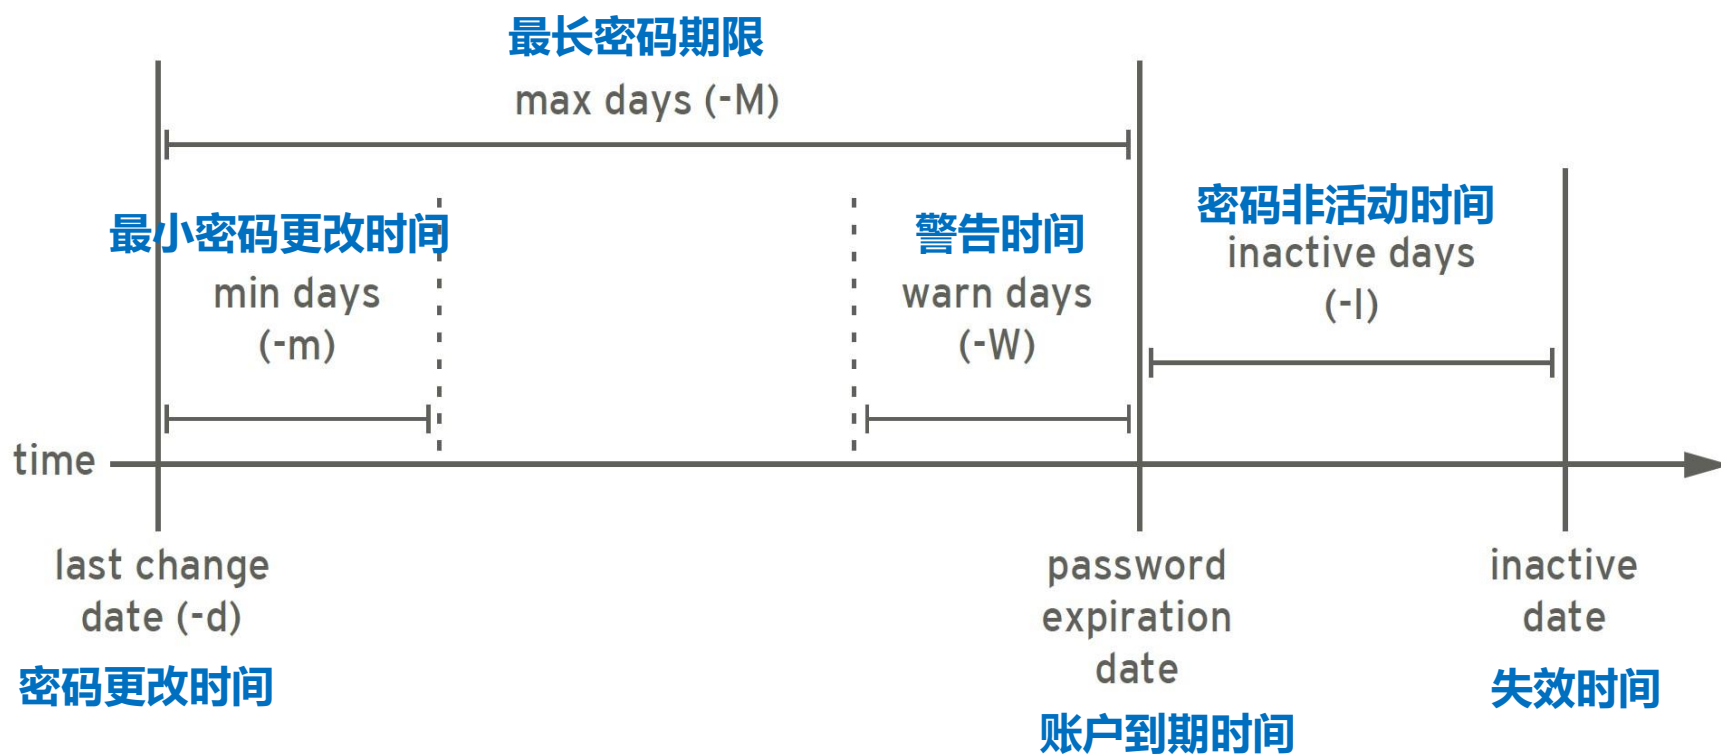 最长密码期限
max days (-M)
最小密码更改时间
min days
(-m)
警告时间
warn days
(-W)
密码非活动时间
inactive days
(-I)
time
last change
date (-d)
密码更改时间
password
expiration
date
账户到期时间
inactive
date
失效时间